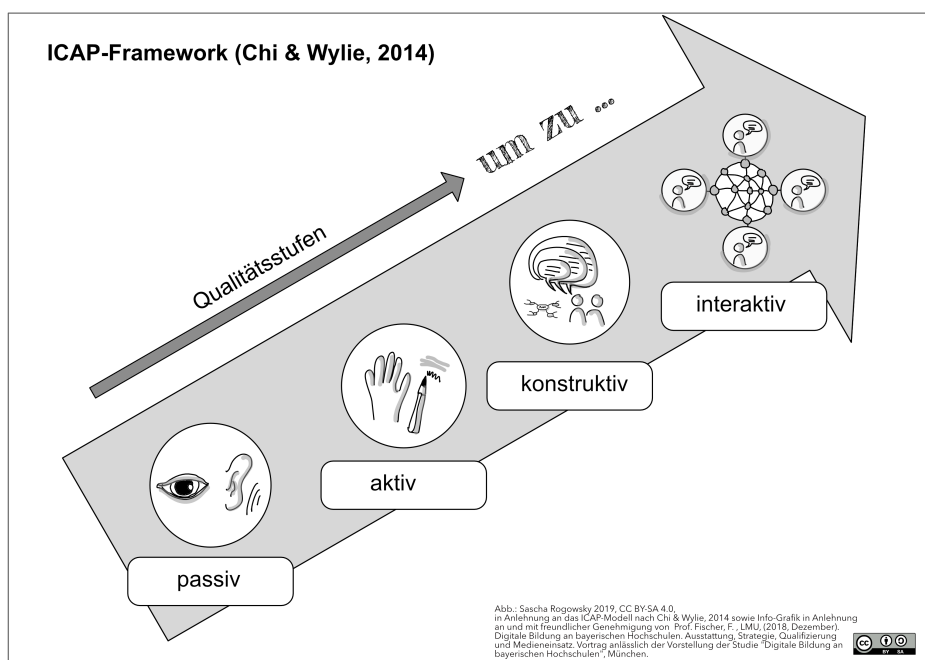 ICAP-Framework (Chi & Wylie, 2014)
um zu ...
Qualitätsstufen
interaktiv
konstruktiv
aktiv
passiv
Abb.: Sascha Rogowsky 2019, CC BY-SA 4.0,
in Anlehnung an das ICAP-Modell nach Chi & Wylie, 2014 sowie Info-Grafik in Anlehnung
an und mit freundlicher Genehmigung von Prof. Fischer, F. , LMU, (2018, Dezember).
Digitale Bildung an bayerischen Hochschulen. Ausstattung, Strategie, Qualifizierung
und Medieneinsatz. Vortrag anlässlich der Vorstellung der Studie "Digitale Bildung an
bayerischen Hochschulen", München.
cc BY SA